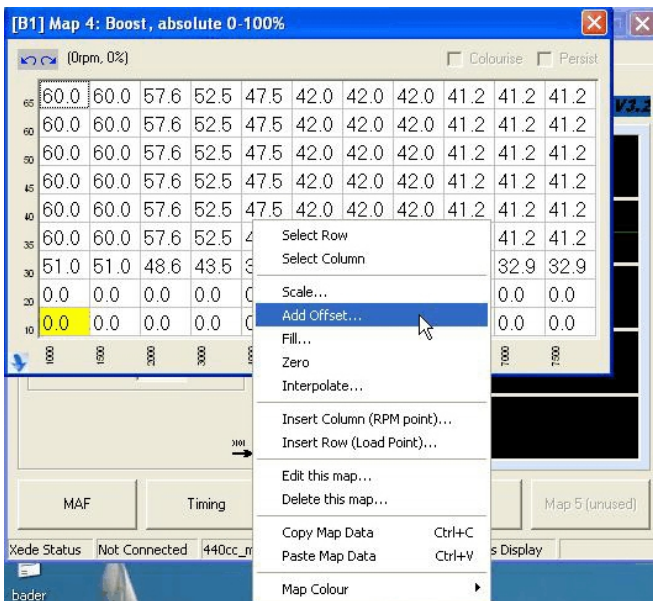 [B1] Map 4: Boost, absolute 0-100%
(0rpm, 0%) Colourise Persist
65 60.0 60.0 57.6 52.5 47.5 42.0 42.0 42.0 41.2 41.2 41.2
V3.2
60 60.0 60.0 57.6 52.5 47.5 42.0 42.0 42.0 41.2 41.2 41.2
50 60.0 60.0 57.6 52.5 47.5 42.0 42.0 42.0 41.2 41.2 41.2
45 60.0 60.0 57.6 52.5 47.5 42.0 42.0 42.0 41.2 41.2 41.2
40 60.0 60.0 57.6 52.5 47.5 42.0 42.0 42.0 41.2 41.2 41.2
35 60.0 60.0 57.6 52.5 41.2 41.2
30 51.0 51.0 48.6 43.5 32.9 32.9
20 0.0 0.0 0.0 0.0 0.0 0.0
10 0.0 0.0 0.0 0.0 0.0 0.0
1000 1500 2000 3000 7000 7500
Select Row
Select Column
Scale...
Add Offset...
Fill...
Zero
Interpolate...
Insert Column (RPM point)...
Insert Row (Load Point)...
Edit this map...
Delete this map...
Copy Map Data Ctrl+C
Paste Map Data Ctrl+V
Map Colour
MAF Timing Map 5 (unused)
Xede Status Not Connected 440cc_m s Display
bader